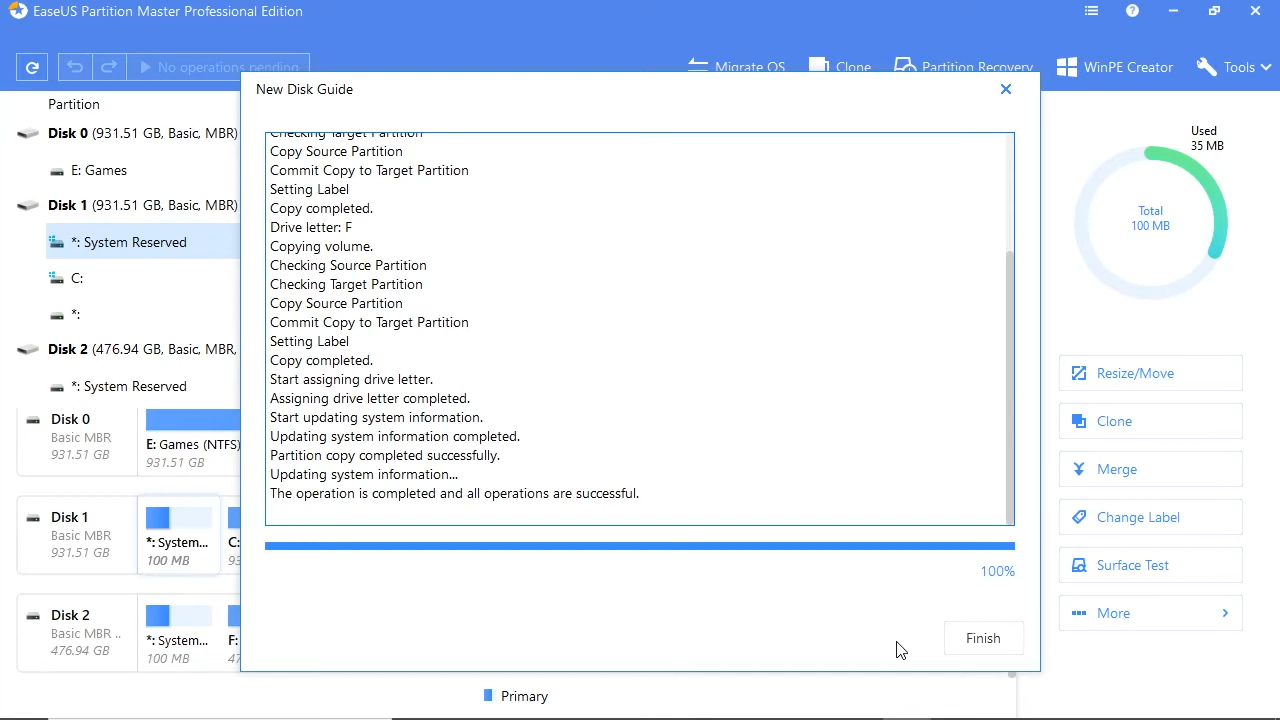 EaseUS Partition Master Professional Edition
No operations pending
Migrate OS
Clone
Partition Recovery
WinPE Creator
Tools
Partition
Disk 0 (931.51 GB, Basic, MBR)
E: Games
Disk 1 (931.51 GB, Basic, MBR)
*: System Reserved
C:
*:
Disk 2 (476.94 GB, Basic, MBR,
*: System Reserved
Disk 0
Basic MBR
931.51 GB
E: Games (NTFS)
931.51 GB
Disk 1
Basic MBR
931.51 GB
*: System...
100 MB
C:
93
Disk 2
Basic MBR ..
476.94 GB
*: System...
100 MB
F:
47
New Disk Guide
Checking Target Partition
Copy Source Partition
Commit Copy to Target Partition
Setting Label
Copy completed.
Drive letter: F
Copying volume.
Checking Source Partition
Checking Target Partition
Copy Source Partition
Commit Copy to Target Partition
Setting Label
Copy completed.
Start assigning drive letter.
Assigning drive letter completed.
Start updating system information.
Updating system information completed.
Partition copy completed successfully.
Updating system information...
The operation is completed and all operations are successful.
100%
Finish
Primary
Used
35 MB
Total
100 MB
Resize/Move
Clone
Merge
Change Label
Surface Test
More